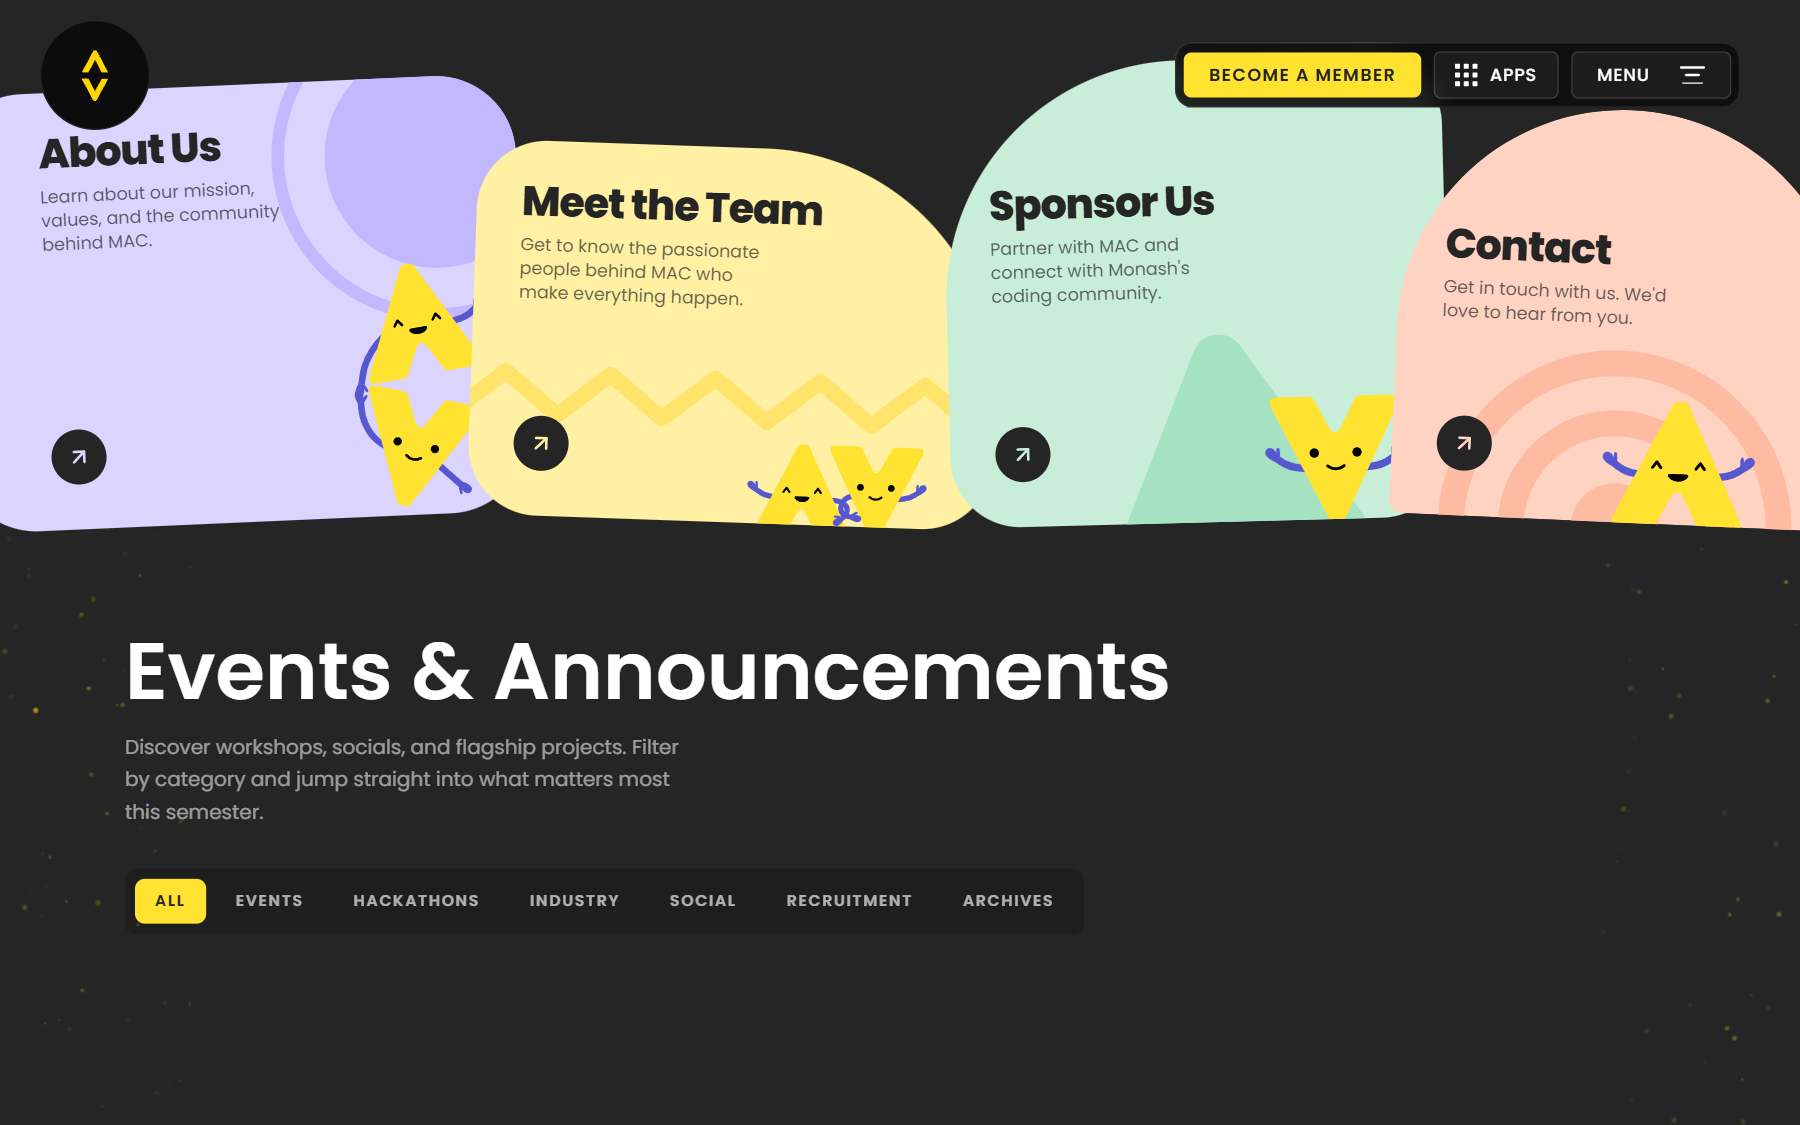 BECOME A MEMBER
APPS
MENU
About Us
Learn about our mission,
values, and the community
behind MAC.
Meet the Team
Get to know the passionate
people behind MAC who
make everything happen.
Sponsor Us
Partner with MAC and
connect with Monash's
coding community.
Contact
Get in touch with us. We'd
love to hear from you.
Events & Announcements
Discover workshops, socials, and flagship projects. Filter
by category and jump straight into what matters most
this semester.
ALL
EVENTS
HACKATHONS
INDUSTRY
SOCIAL
RECRUITMENT
ARCHIVES